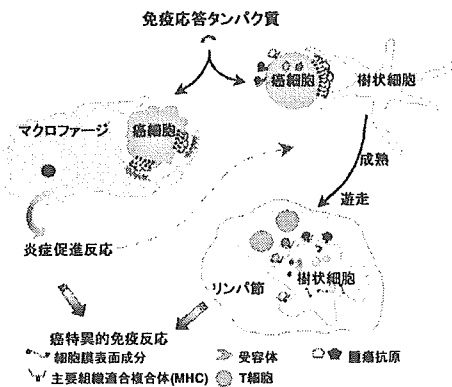 免疫応答タンパク質
癌細胞
樹状細胞
マクロファージ
癌細胞
成熟
遊走
炎症促進反応
樹状細胞
リンパ節
癌特異的免疫反応
細胞膜表面成分
受容体
腫瘍抗原
主要組織適合複合体(MHC)
T細胞